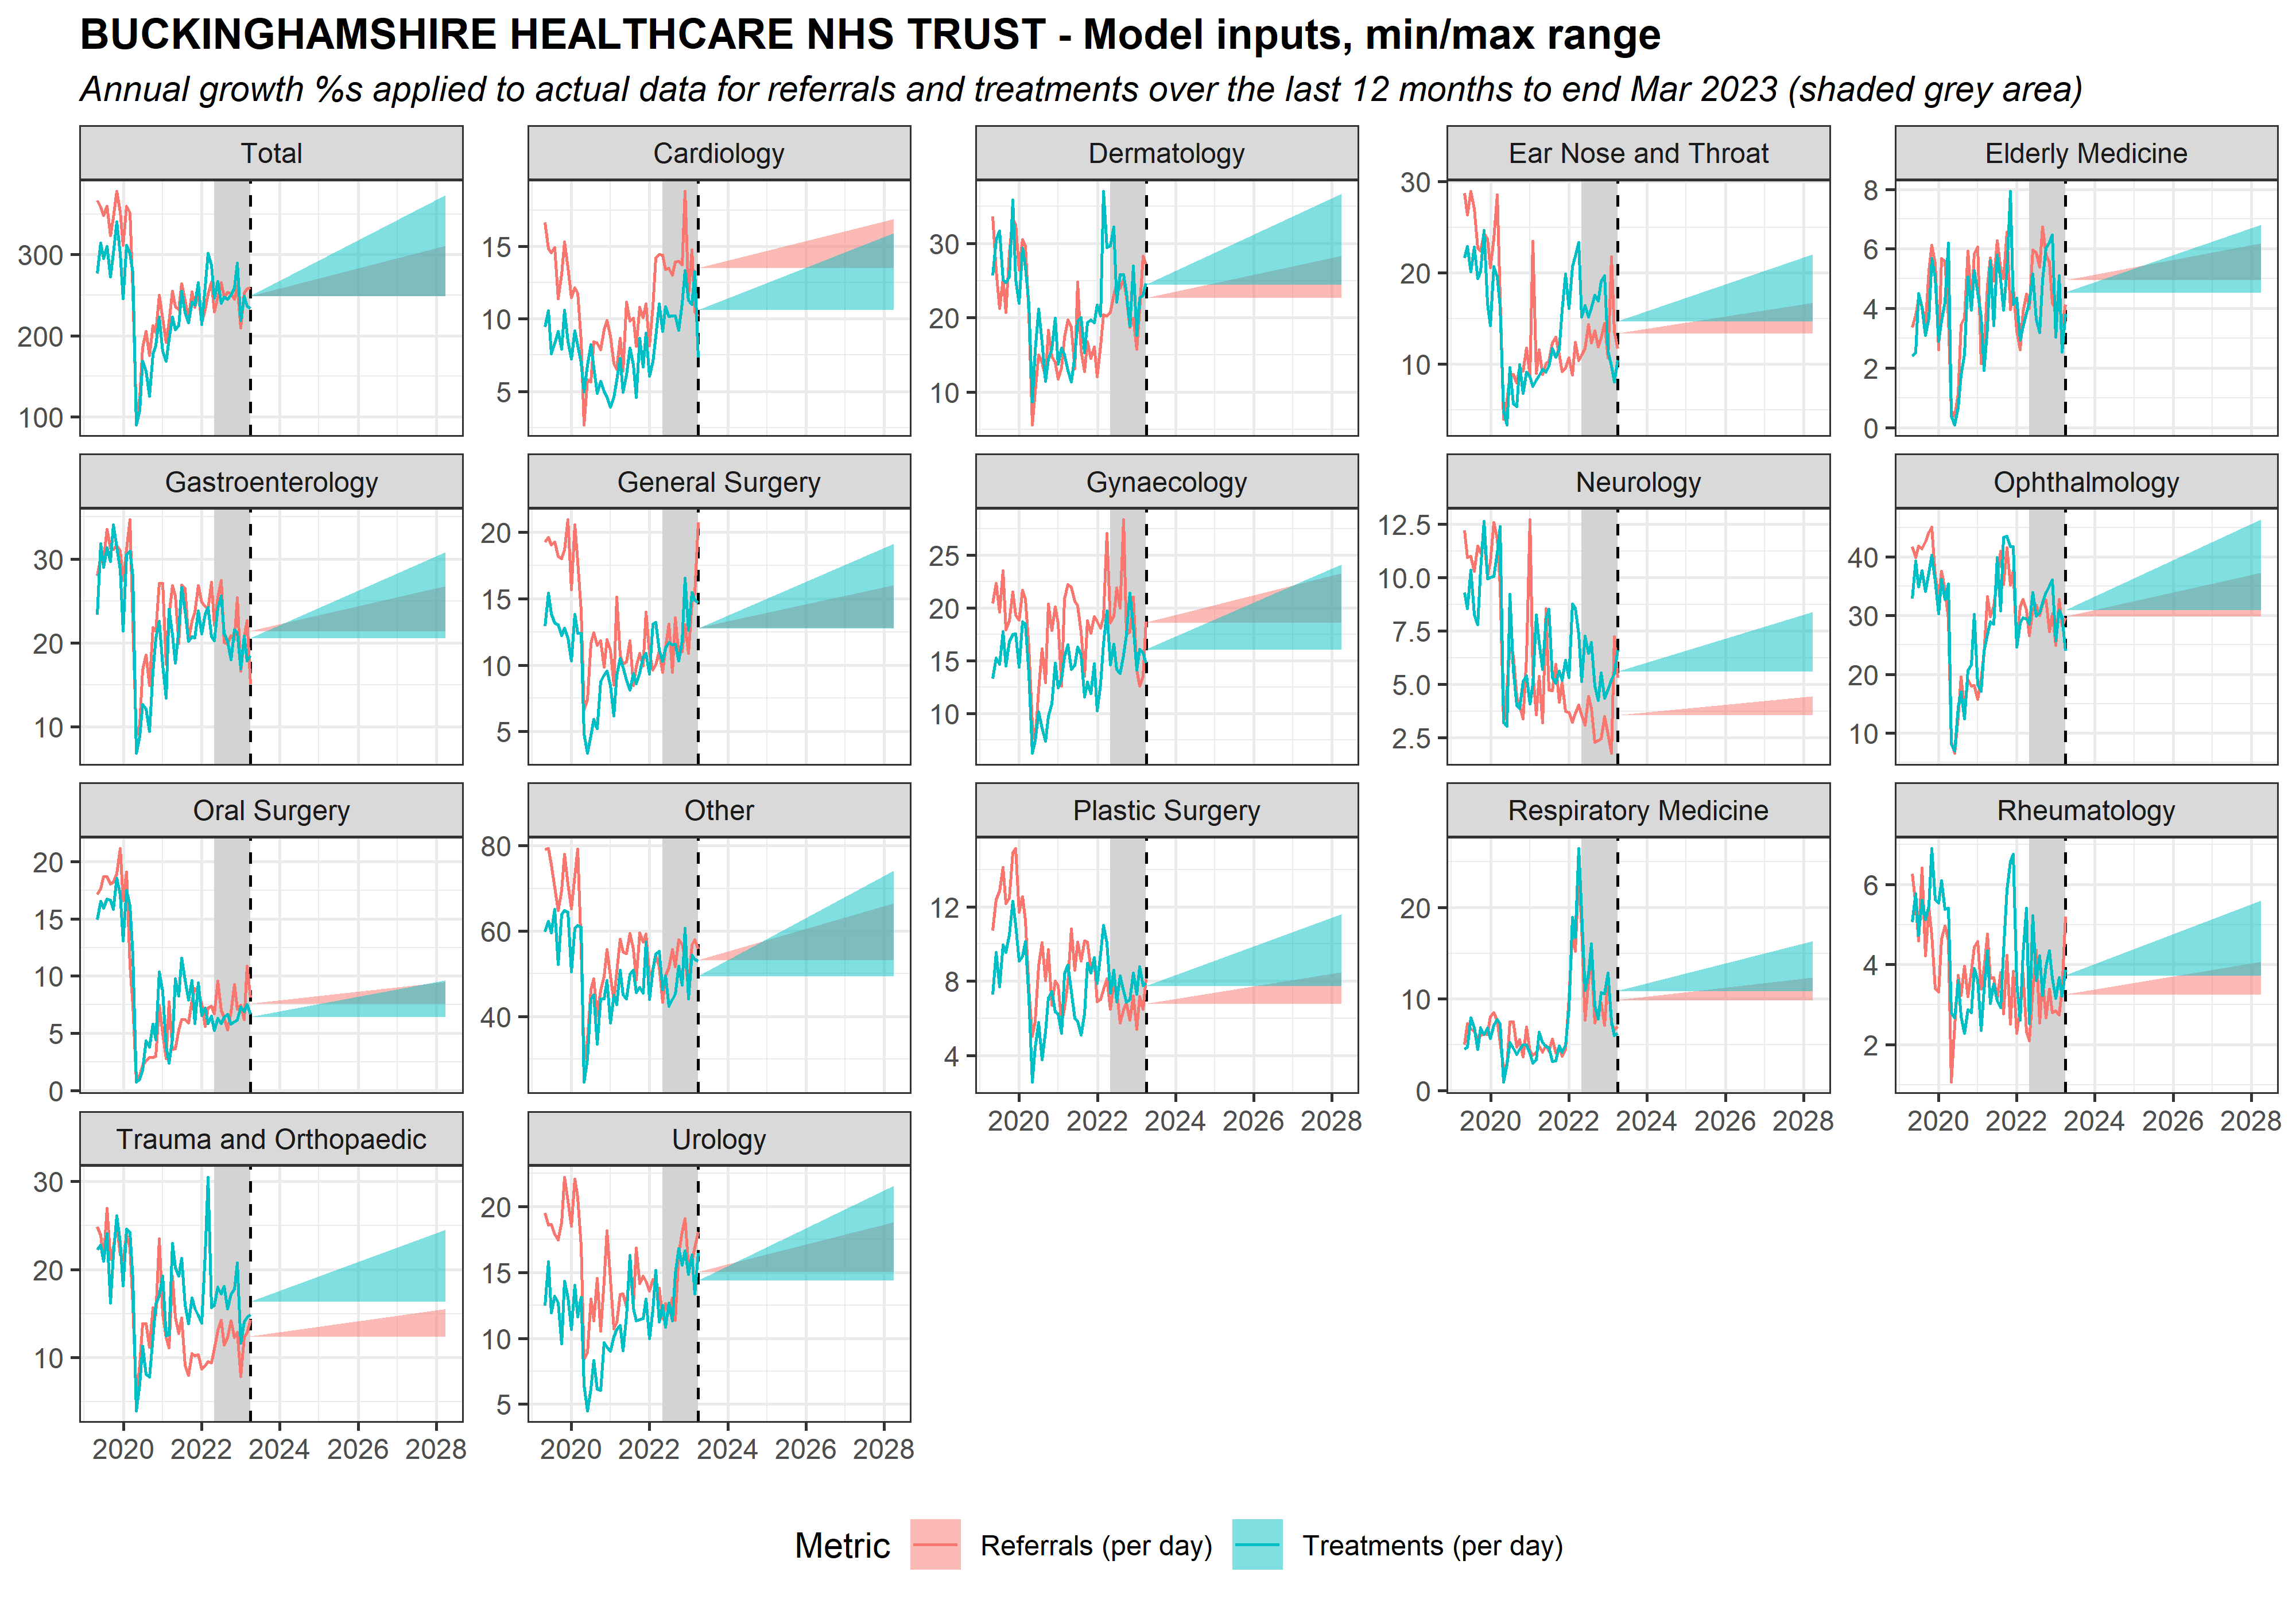 BUCKINGHAMSHIRE HEALTHCARE NHS TRUST - Model inputs, min/max range
Annual growth %s applied to actual data for referrals and treatments over the last 12 months to end Mar 2023 (shaded grey area)
Total
300
200
100
Cardiology
15
10
5
Dermatology
30
20
10
Ear Nose and Throat
30
20
10
Elderly Medicine
8
6
4
2
0
Gastroenterology
30
20
10
General Surgery
20
15
10
5
Gynaecology
25
20
15
10
Neurology
12.5
10.0
7.5
5.0
2.5
Ophthalmology
40
30
20
10
Oral Surgery
20
15
10
5
0
Other
80
60
40
Plastic Surgery
12
8
4
2020 2022 2024 2026 2028
Respiratory Medicine
20
10
0
2020 2022 2024 2026 2028
Rheumatology
6
4
2
2020 2022 2024 2026 2028
Trauma and Orthopaedic
30
20
10
2020 2022 2024 2026 2028
Urology
20
15
10
5
2020 2022 2024 2026 2028
Metric Referrals (per day) Treatments (per day)